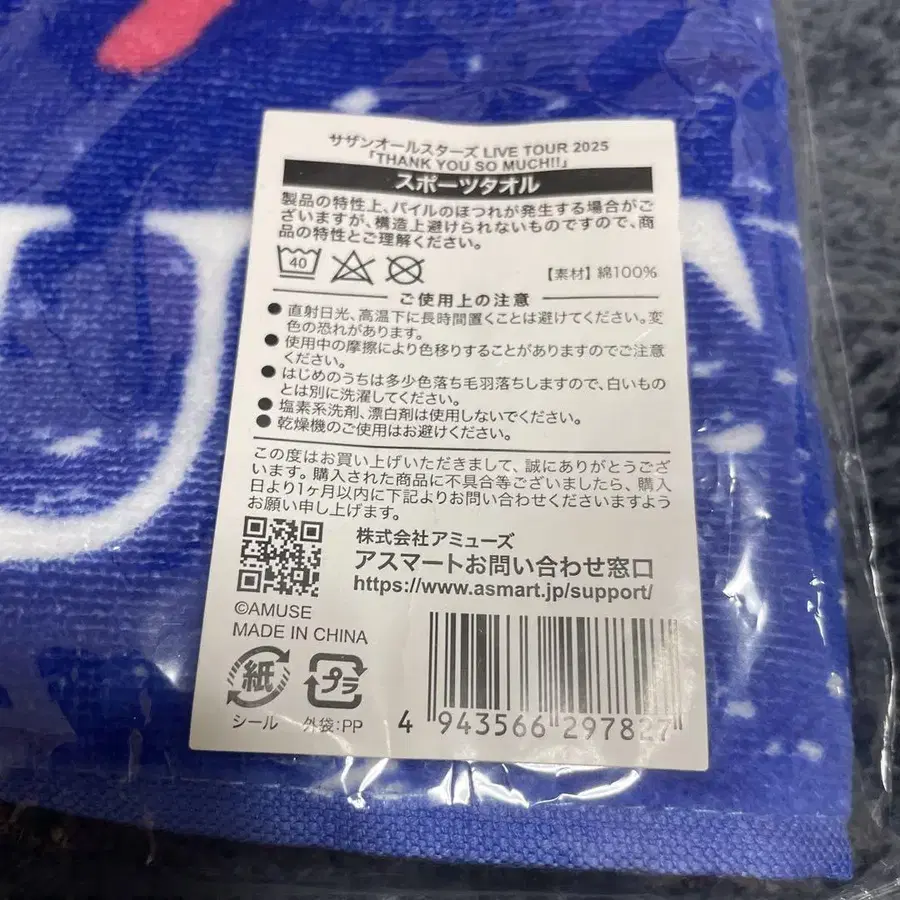 サザンオールスターズ LIVE TOUR 2025
「THANK YOU SO MUCH!!」
スポーツタオル
製品の特性上、パイルのほつれが発生する場合がご
ざいますが、構造上避けられないものですので、商
品の特性とご理解ください。
40
【素材】綿100%
ご使用上の注意
● 直射日光、高温下に長時間置くことは避けてください。変
色の恐れがあります。
● 使用中の摩擦により色移りすることがありますのでご注意
ください。
● はじめのうちは多少色落ち毛羽落ちしますので、白いもの
とは別に洗濯してください。
● 塩素系洗剤、漂白剤は使用しないでください。
● 乾燥機のご使用はお避けください。
この度はお買い上げいただきまして、誠にありがとうござ
います。購入された商品に不具合等ございましたら、購入
日より1ヶ月以内に下記よりお問い合わせくださいますよう
お願い申し上げます。
株式会社アミューズ
アスマートお問い合わせ窓口
https://www.asmart.jp/support/
©AMUSE
MADE IN CHINA
紙
プラ
シール
外袋:PP
4 943566 297827